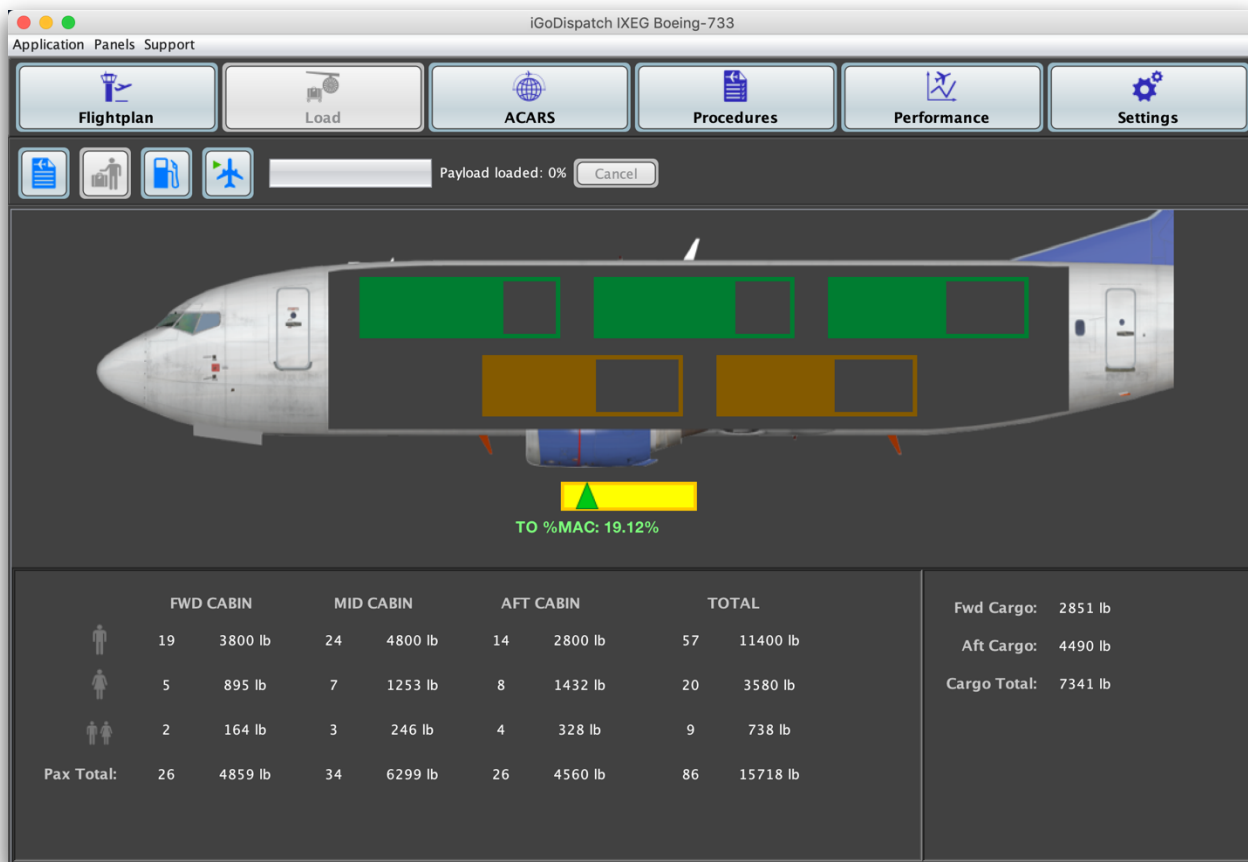 iGoDispatch IXEG Boeing-733
Application Panels Support
Flightplan Load ACARS Procedures Performance Settings
Payload loaded: 0% Cancel
TO %MAC: 19.12%
FWD CABIN MID CABIN AFT CABIN TOTAL
19 3800 lb 24 4800 lb 14 2800 lb 57 11400 lb
5 895 lb 7 1253 lb 8 1432 lb 20 3580 lb
2 164 lb 3 246 lb 4 328 lb 9 738 lb
Pax Total: 26 4859 lb 34 6299 lb 26 4560 lb 86 15718 lb
Fwd Cargo: 2851 lb
Aft Cargo: 4490 lb
Cargo Total: 7341 lb